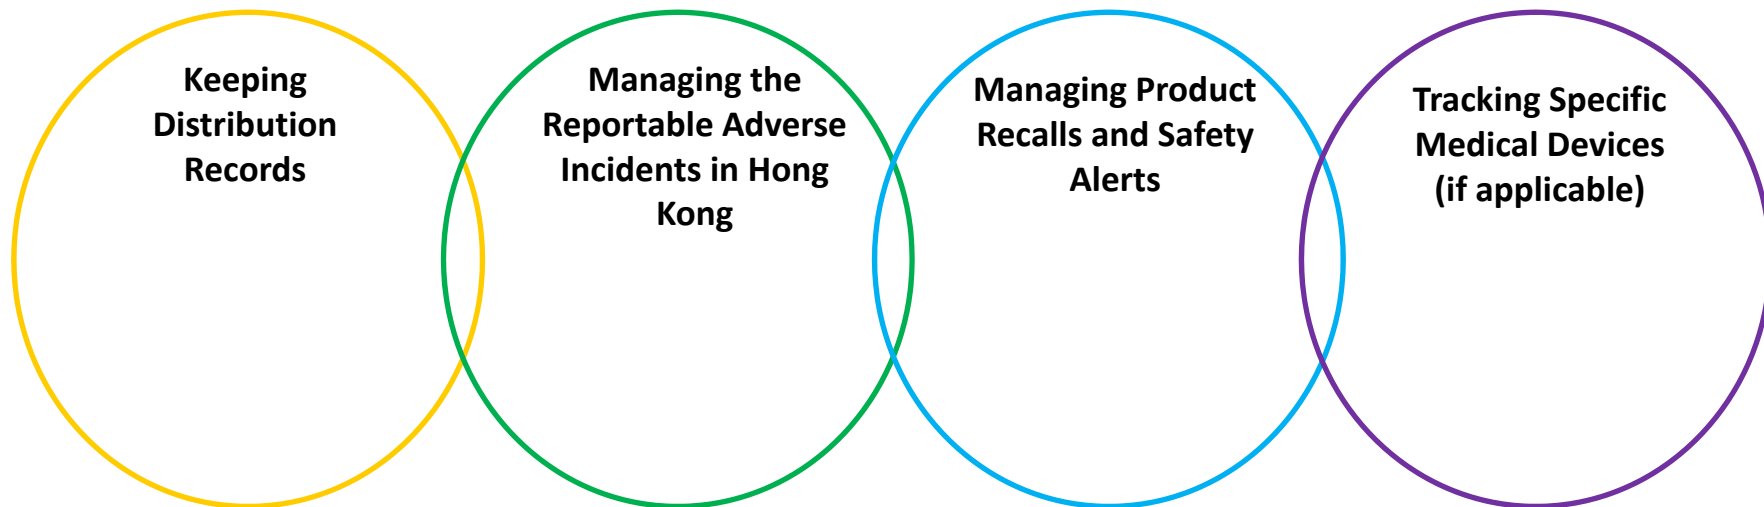 Keeping
Distribution
Records
Managing the
Reportable Adverse
Incidents in Hong
Kong
Managing Product
Recalls and Safety
Alerts
Tracking Specific
Medical Devices
(if applicable)